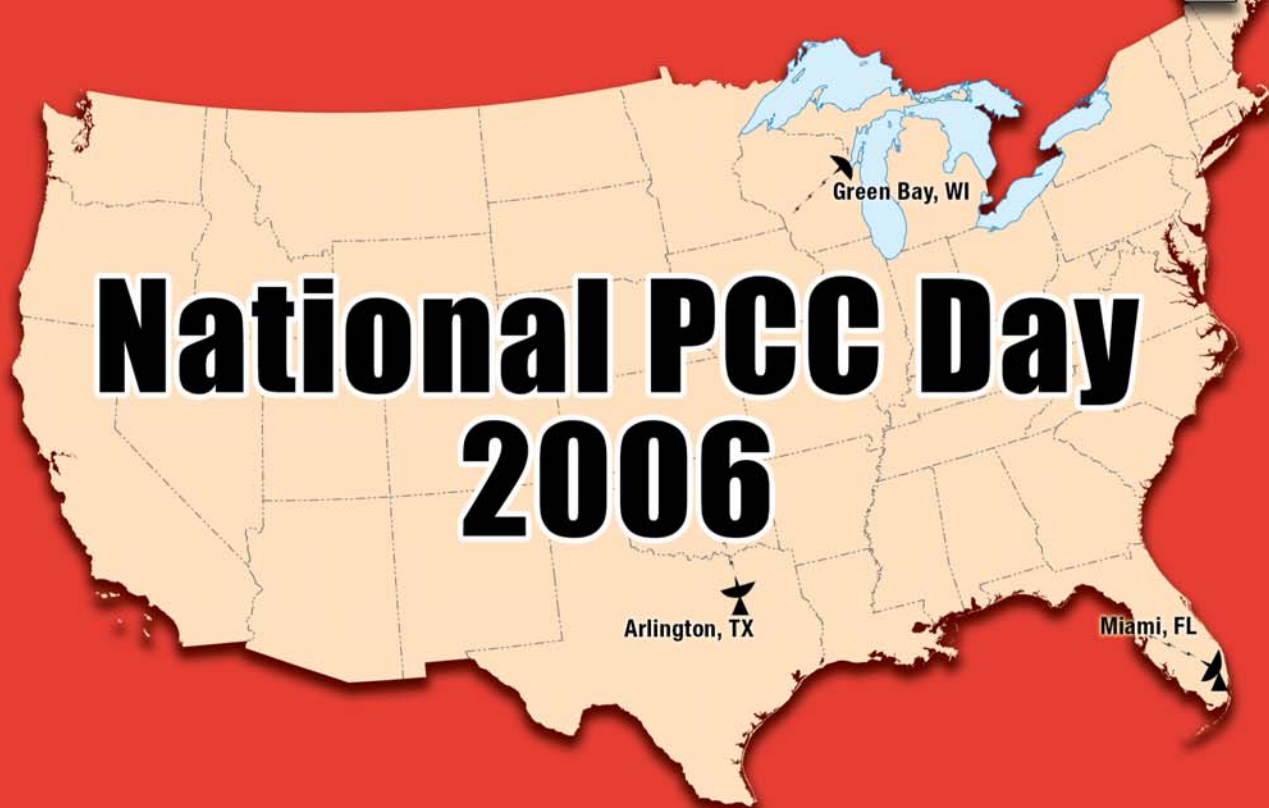 Green Bay, WI
National PCC Day
2006
Arlington, TX
Miami, FL